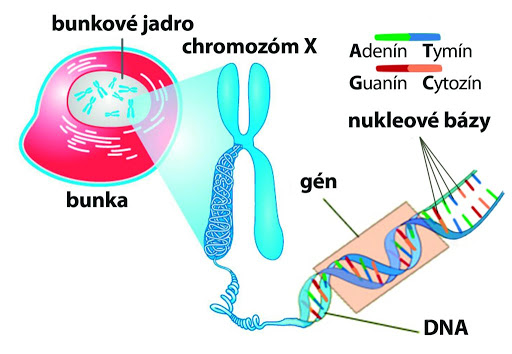 bunkové jadro
chromozóm X
Adenín Tymín
Guanín Cytozín
nukleové bázy
bunka
gén
DNA